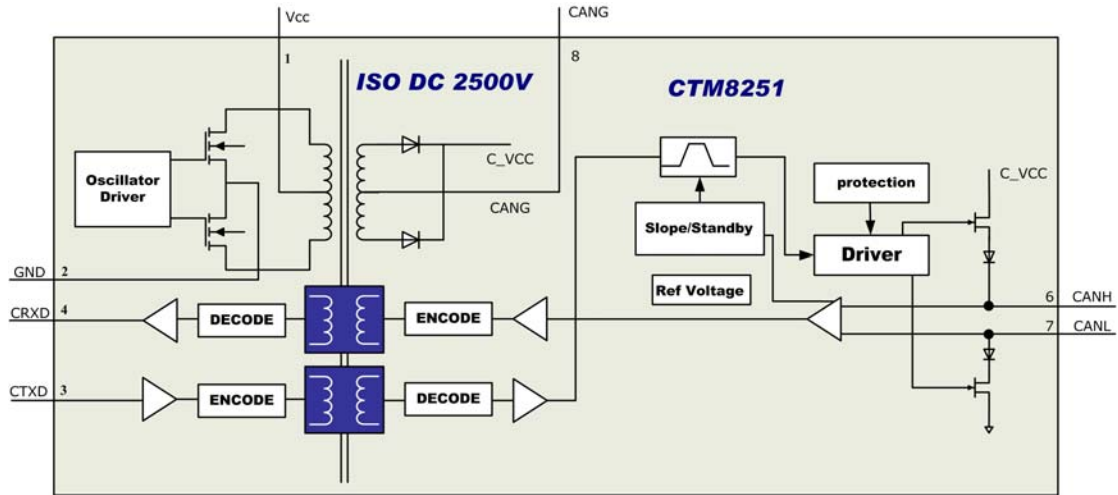 Vcc
CANG
1
8
ISO DC 2500V
CTM8251
C_VCC
C_VCC
Oscillator
Driver
protection
CANG
Slope/Standby
Driver
GND
2
Ref Voltage
6
CANH
CRXD
4
DECODE
ENCODE
7
CANL
CTXD
3
ENCODE
DECODE